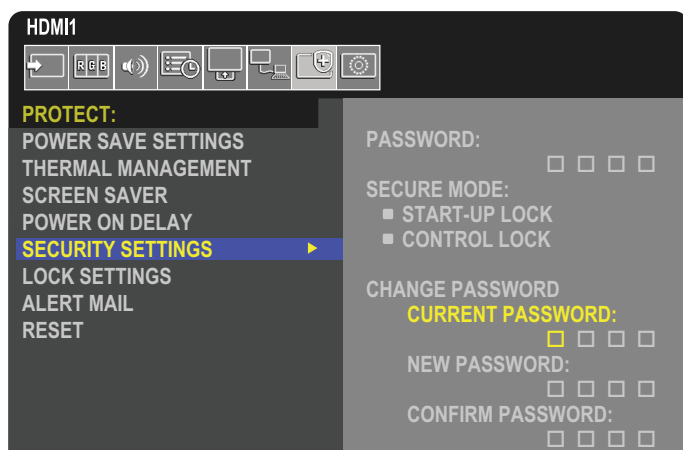 HDMI1
R G B
PROTECT:
POWER SAVE SETTINGS
THERMAL MANAGEMENT
SCREEN SAVER
POWER ON DELAY
SECURITY SETTINGS
LOCK SETTINGS
ALERT MAIL
RESET
PASSWORD:
SECURE MODE:
START-UP LOCK
CONTROL LOCK
CHANGE PASSWORD
CURRENT PASSWORD:
NEW PASSWORD:
CONFIRM PASSWORD: